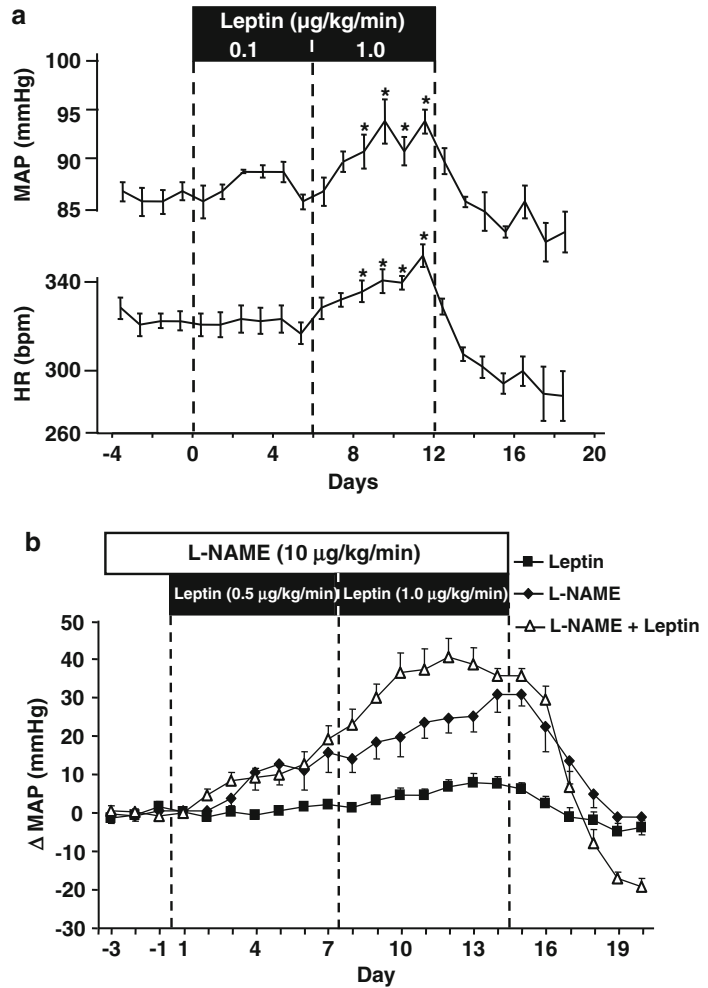 a
Leptin (µg/kg/min)
0.1 1.0
MAP (mmHg)
100
95
90
85
* * * *
HR (bpm)
340
300
260
* * * *
-4 0 4 8 12 16 20
Days
b
L-NAME (10 µg/kg/min)
Leptin (0.5 µg/kg/min) Leptin (1.0 µg/kg/min)
Leptin
L-NAME
L-NAME + Leptin
Δ MAP (mmHg)
50
40
30
20
10
0
-10
-20
-30
-3 -1 1 4 7 10 13 16 19
Day